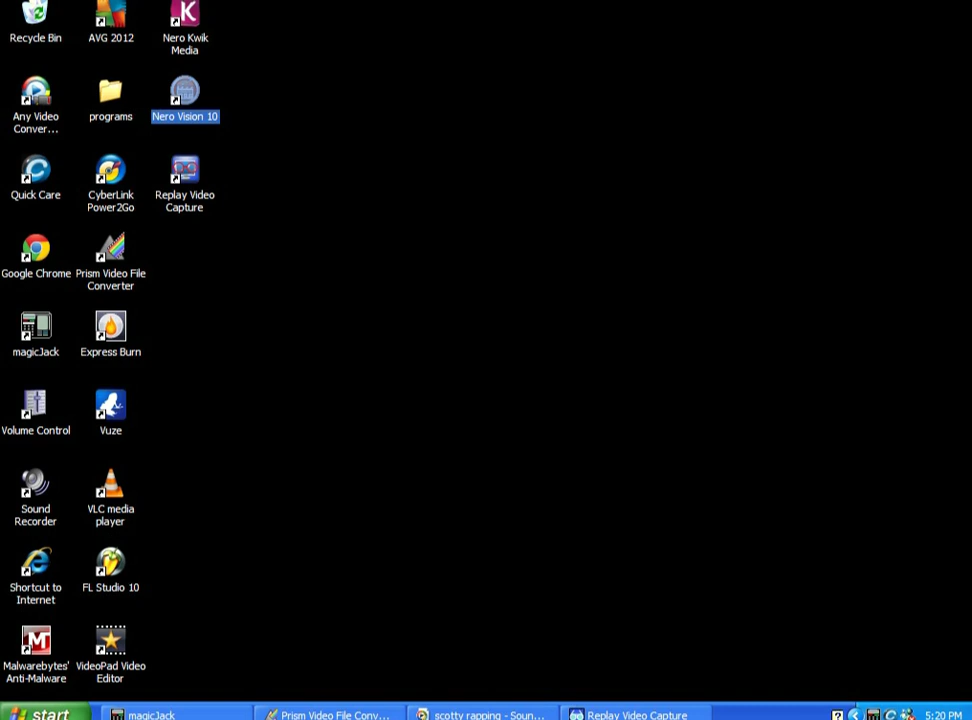 Recycle Bin
AVG 2012
Nero Kwik
Media
Any Video
Conver...
programs
Nero Vision 10
Quick Care
CyberLink
Power2Go
Replay Video
Capture
Google Chrome
Prism Video File
Converter
magicJack
Express Burn
Volume Control
Vuze
Sound
Recorder
VLC media
player
Shortcut to
Internet
FL Studio 10
Malwarebytes'
Anti-Malware
VideoPad Video
Editor
start
magicJack
Prism Video File Conv...
scotty rapping - Soun...
Replay Video Capture
5:20 PM